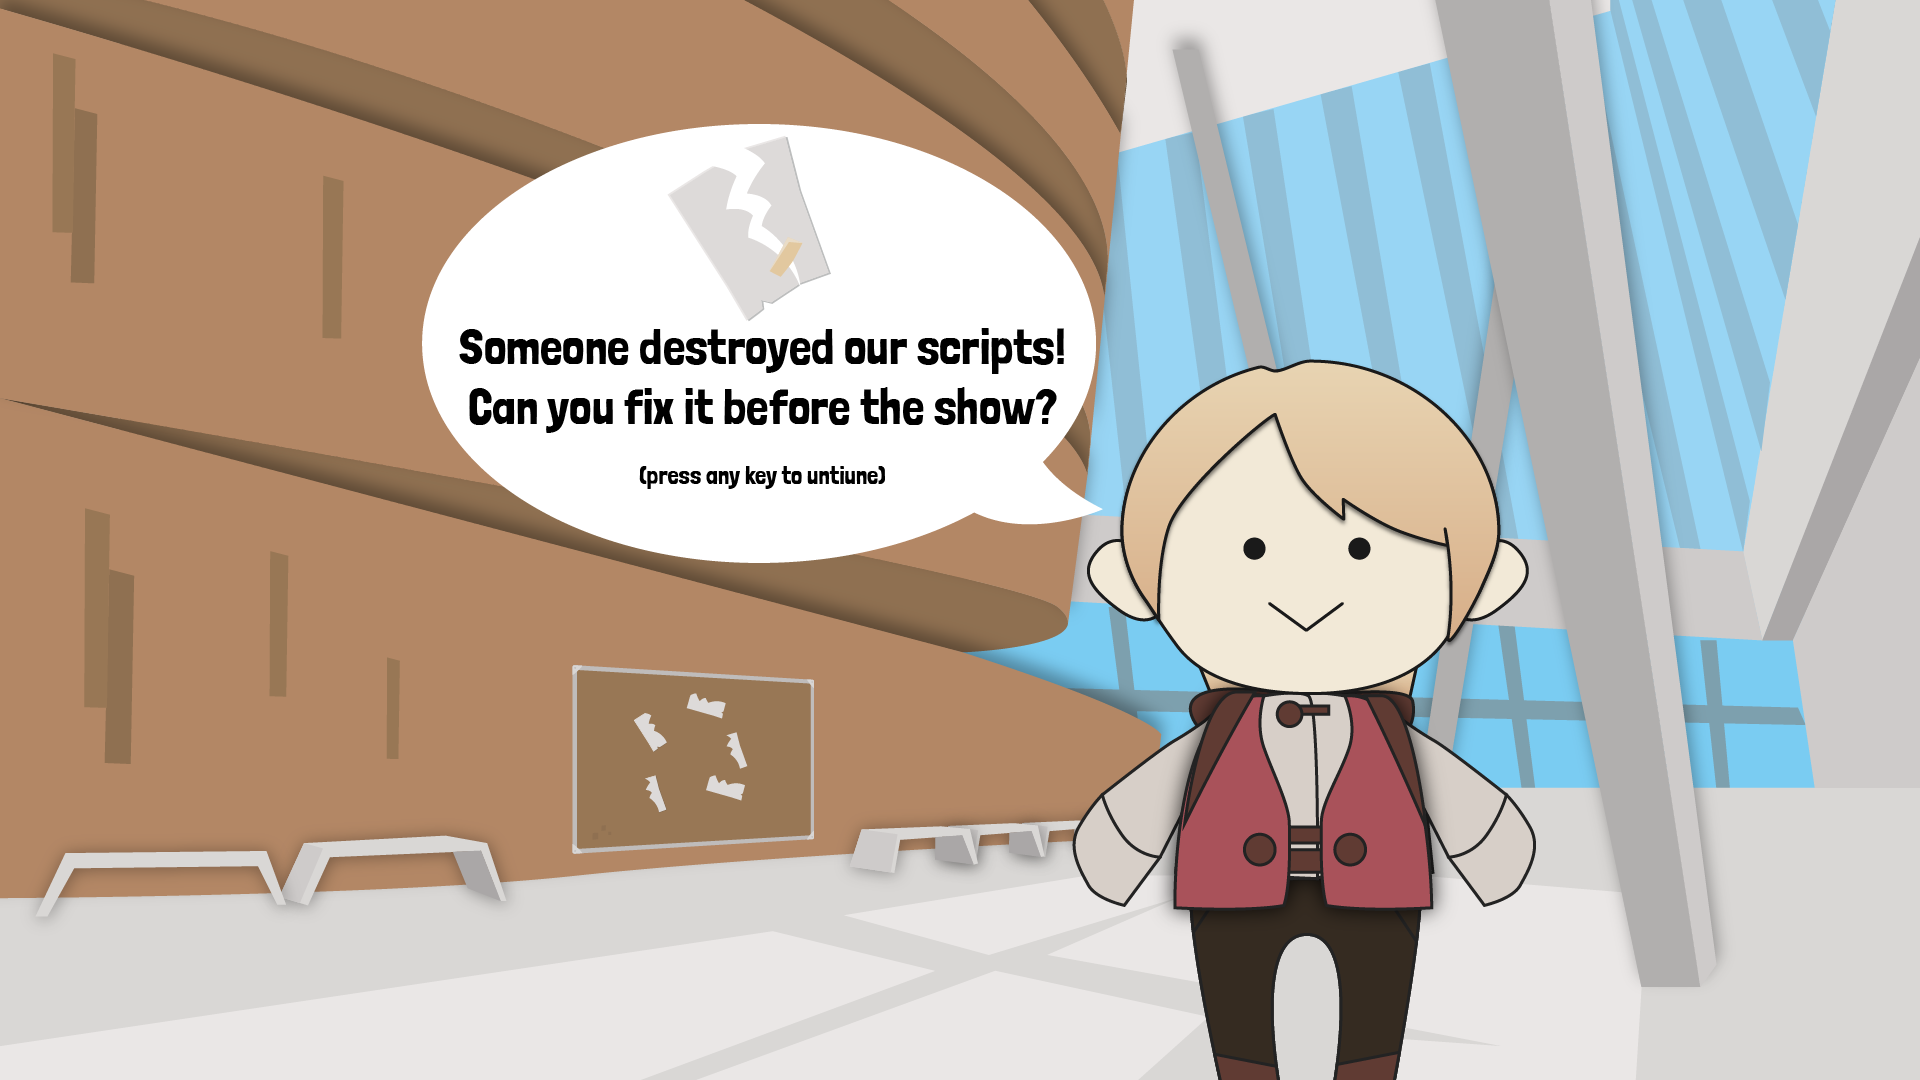 Someone destroyed our scripts!
Can you fix it before the show?
(press any key to untiune)